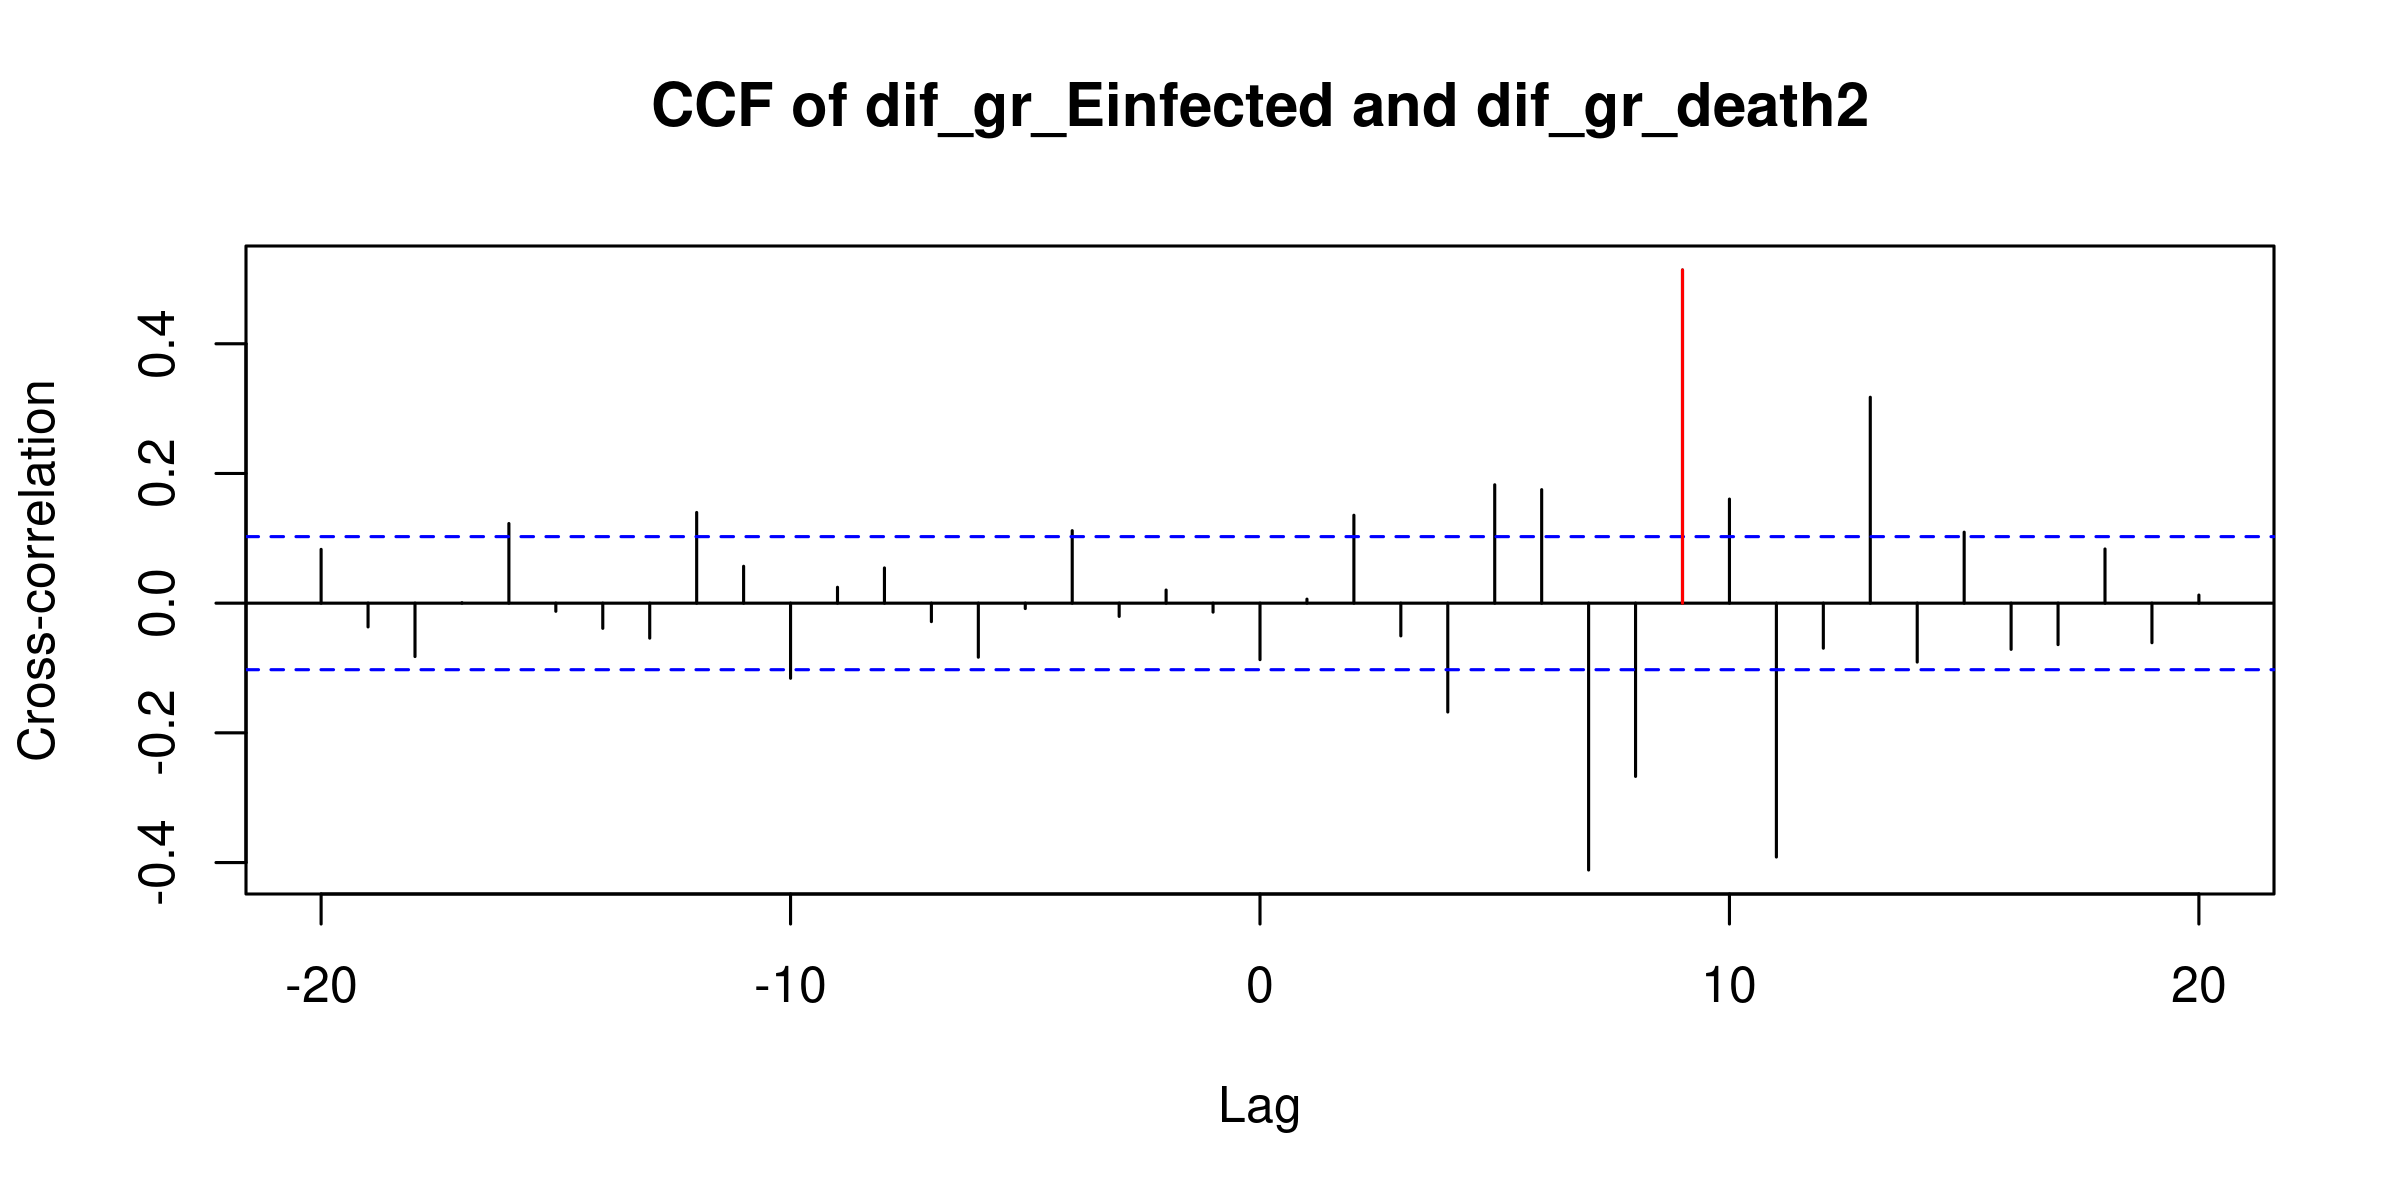 CCF of dif_gr_Einfected and dif_gr_death2
Cross-correlation
0.4
0.2
0.0
-0.2
-0.4
-20 -10 0 10 20
Lag